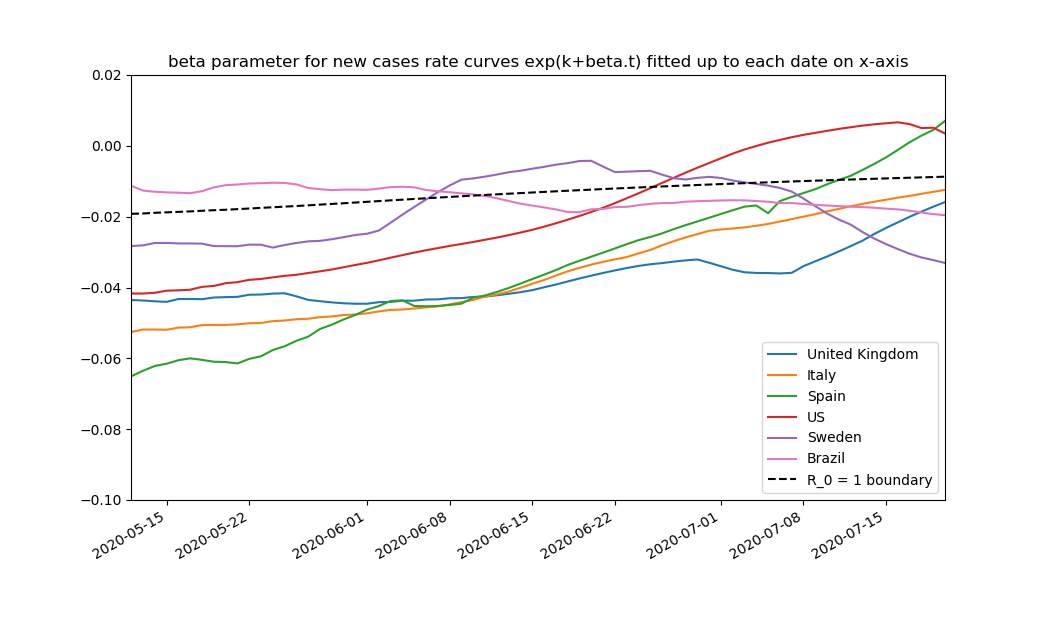 beta parameter for new cases rate curves exp(k+beta.t) fitted up to each date on x-axis
0.02
0.00
−0.02
−0.04
−0.06
−0.08
−0.10
United Kingdom
Italy
Spain
US
Sweden
Brazil
R_0 = 1 boundary
2020-05-15
2020-05-22
2020-06-01
2020-06-08
2020-06-15
2020-06-22
2020-07-01
2020-07-08
2020-07-15